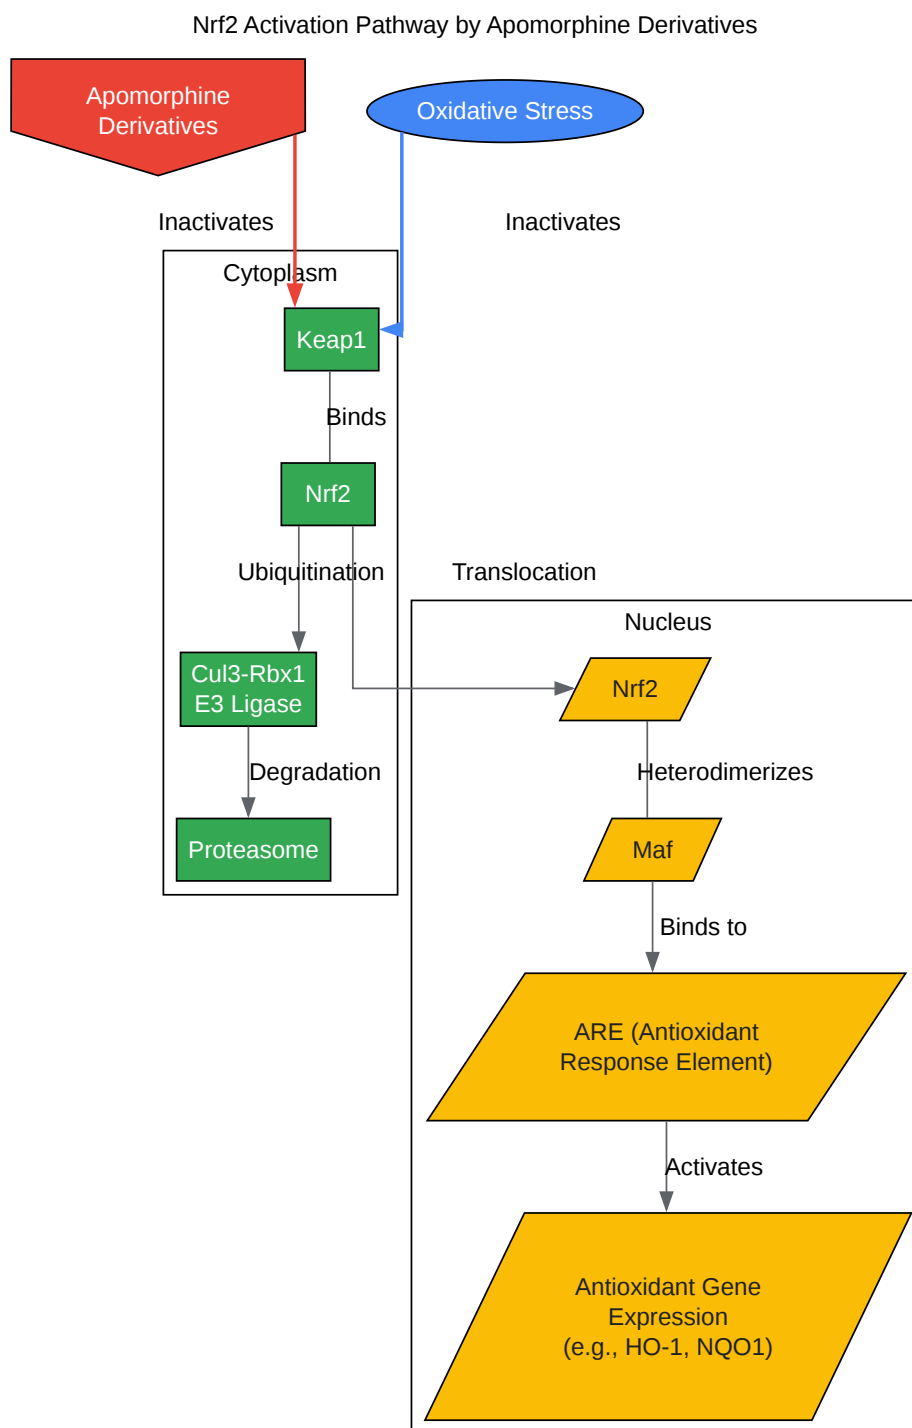 Nrf2 Activation Pathway by Apomorphine Derivatives
Apomorphine
Derivatives
Oxidative Stress
Inactivates
Inactivates
Cytoplasm
Keap1
Binds
Nrf2
Ubiquitination
Translocation
Nucleus
Cul3-Rbx1
E3 Ligase
Nrf2
Degradation
Heterodimerizes
Proteasome
Maf
Binds to
ARE (Antioxidant
Response Element)
Activates
Antioxidant Gene
Expression
(e.g., HO-1, NQO1)